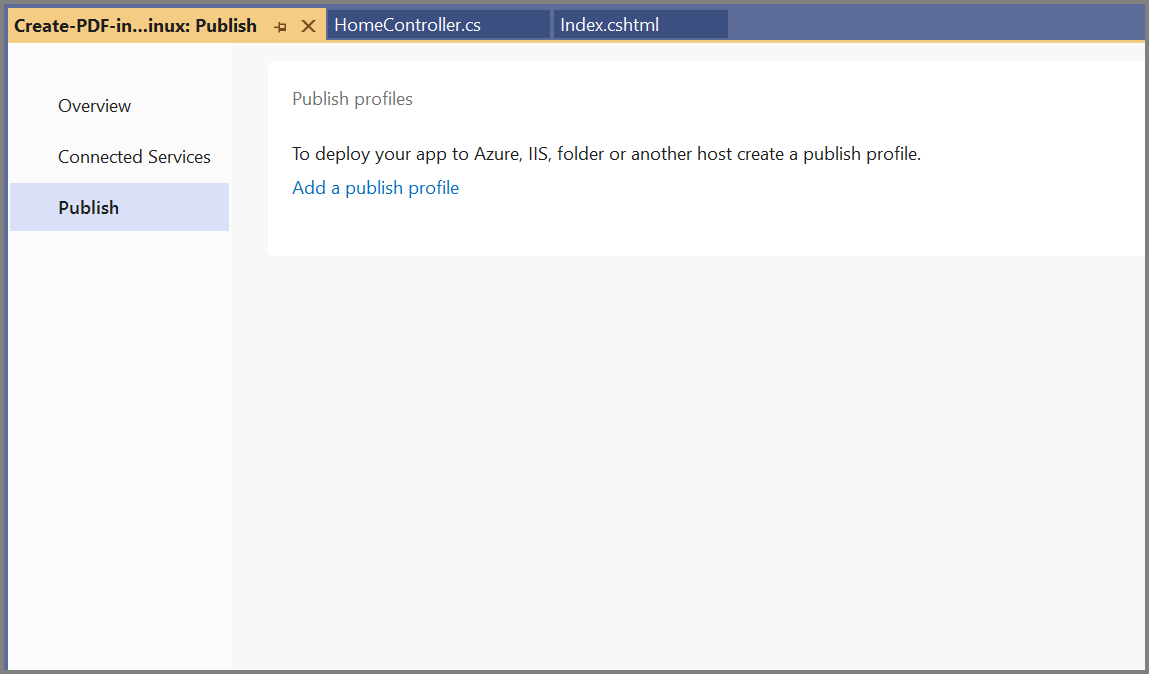 Create-PDF-in...inux: Publish
HomeController.cs
Index.cshtml
Overview
Connected Services
Publish
Publish profiles
To deploy your app to Azure, IIS, folder or another host create a publish profile.
Add a publish profile